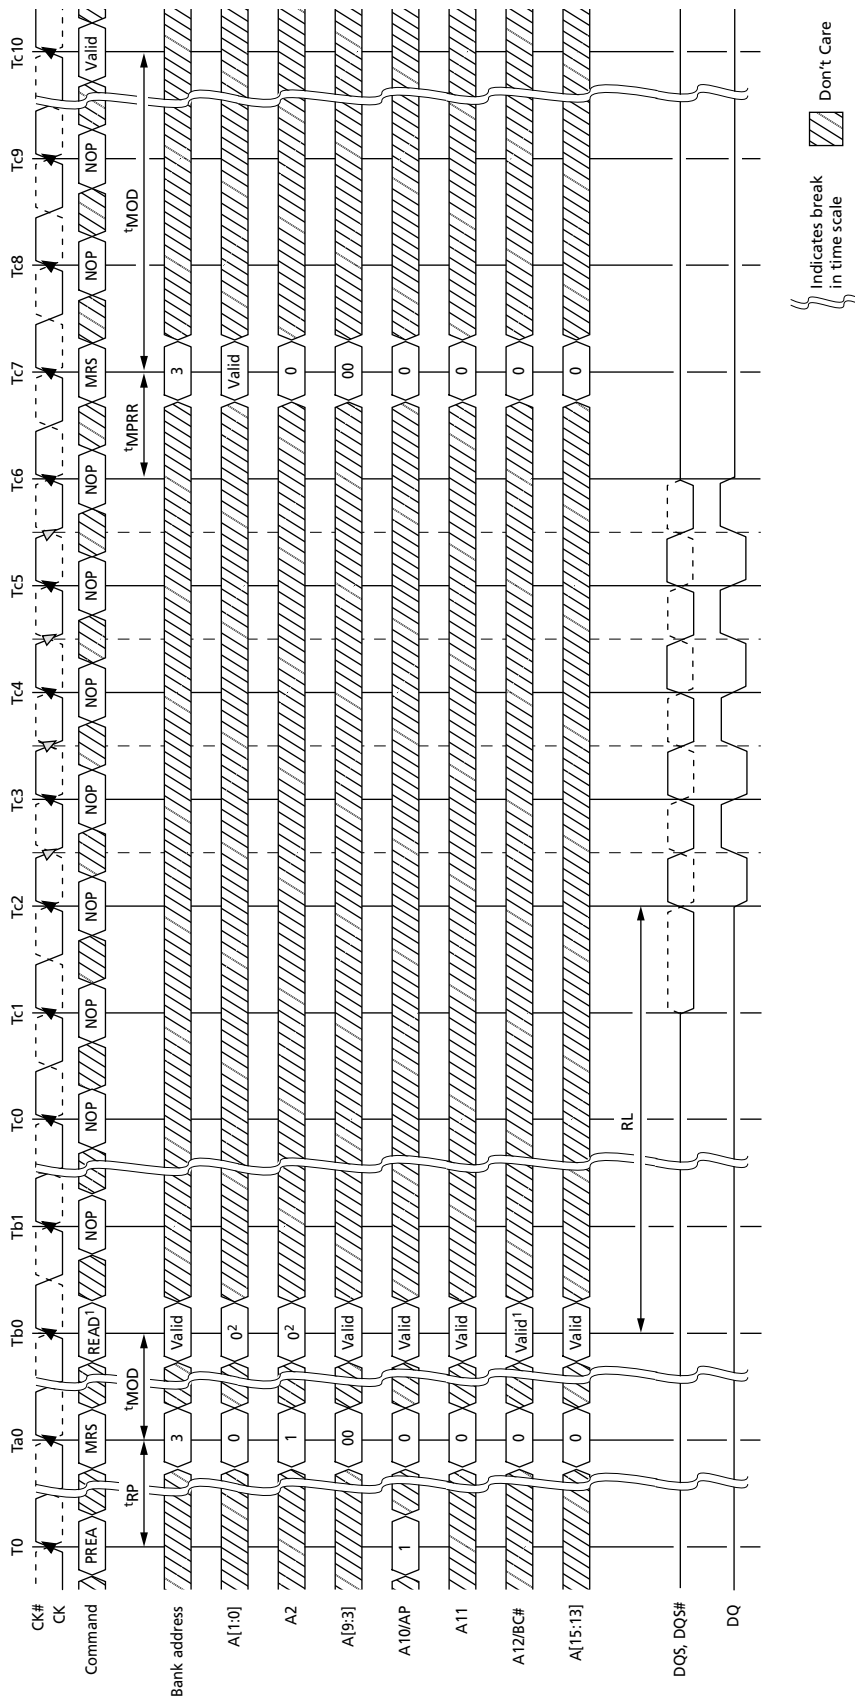 T0 Ta0 Tb0 Tb1 Tc0 Tc1 Tc2 Tc3 Tc4 Tc5 Tc6 Tc7 Tc8 Tc9 Tc10
CK#
CK
Command PREA MRS READ1 NOP NOP NOP NOP NOP NOP NOP NOP MRS NOP NOP Valid
tRP tMOD tMPRR tMOD
Bank address 3 Valid 3
A[1:0] 0 02 Valid
A2 1 02 0
A[9:3] 00 Valid 00
A10/AP 1 0 Valid 0
A11 0 Valid 0
A12/BC# 0 Valid1 0
A[15:13] 0 Valid 0
RL
DQS, DQS#
DQ
Indicates break
in time scale
Don't Care